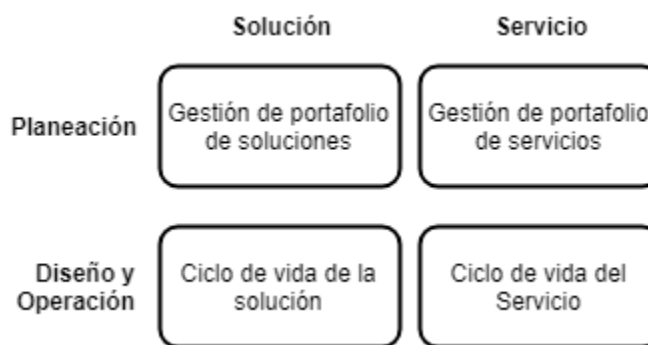 Solución
Servicio
Planeación
Gestión de portafolio
de soluciones
Gestión de portafolio
de servicios
Diseño y
Operación
Ciclo de vida de la
solución
Ciclo de vida del
Servicio